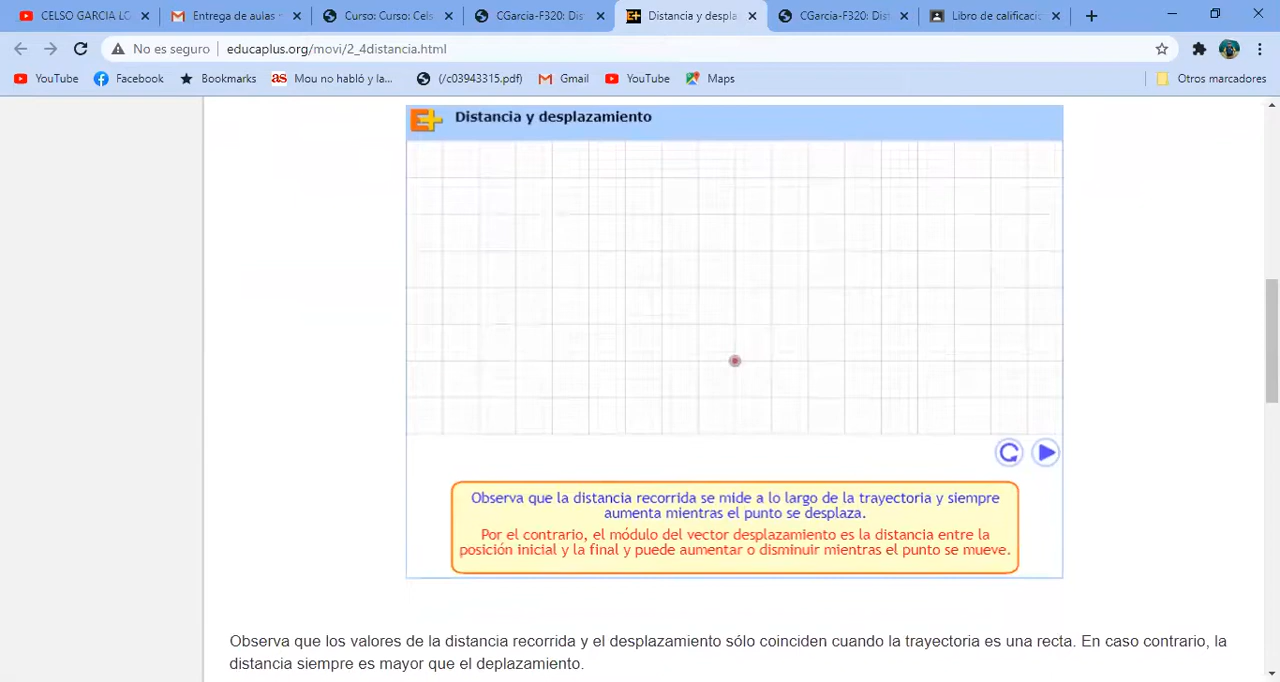 CELSO GARCIA LO
Entrega de aulas
Curso: Curso: Cels
CGarcia-F320: Dis
Distancia y despla
CGarcia-F320: Dist
Libro de calificacio
No es seguro
educaplus.org/movi/2_4distancia.html
YouTube
Facebook
Bookmarks
as
Mou no habló y la...
(/c03943315.pdf)
Gmail
YouTube
Maps
Otros marcadores
E+
Distancia y desplazamiento
Observa que la distancia recorrida se mide a lo largo de la trayectoria y siempre
aumenta mientras el punto se desplaza.
Por el contrario, el módulo del vector desplazamiento es la distancia entre la
posición inicial y la final y puede aumentar o disminuir mientras el punto se mueve.
Observa que los valores de la distancia recorrida y el desplazamiento sólo coinciden cuando la trayectoria es una recta. En caso contrario, la
distancia siempre es mayor que el deplazamiento.